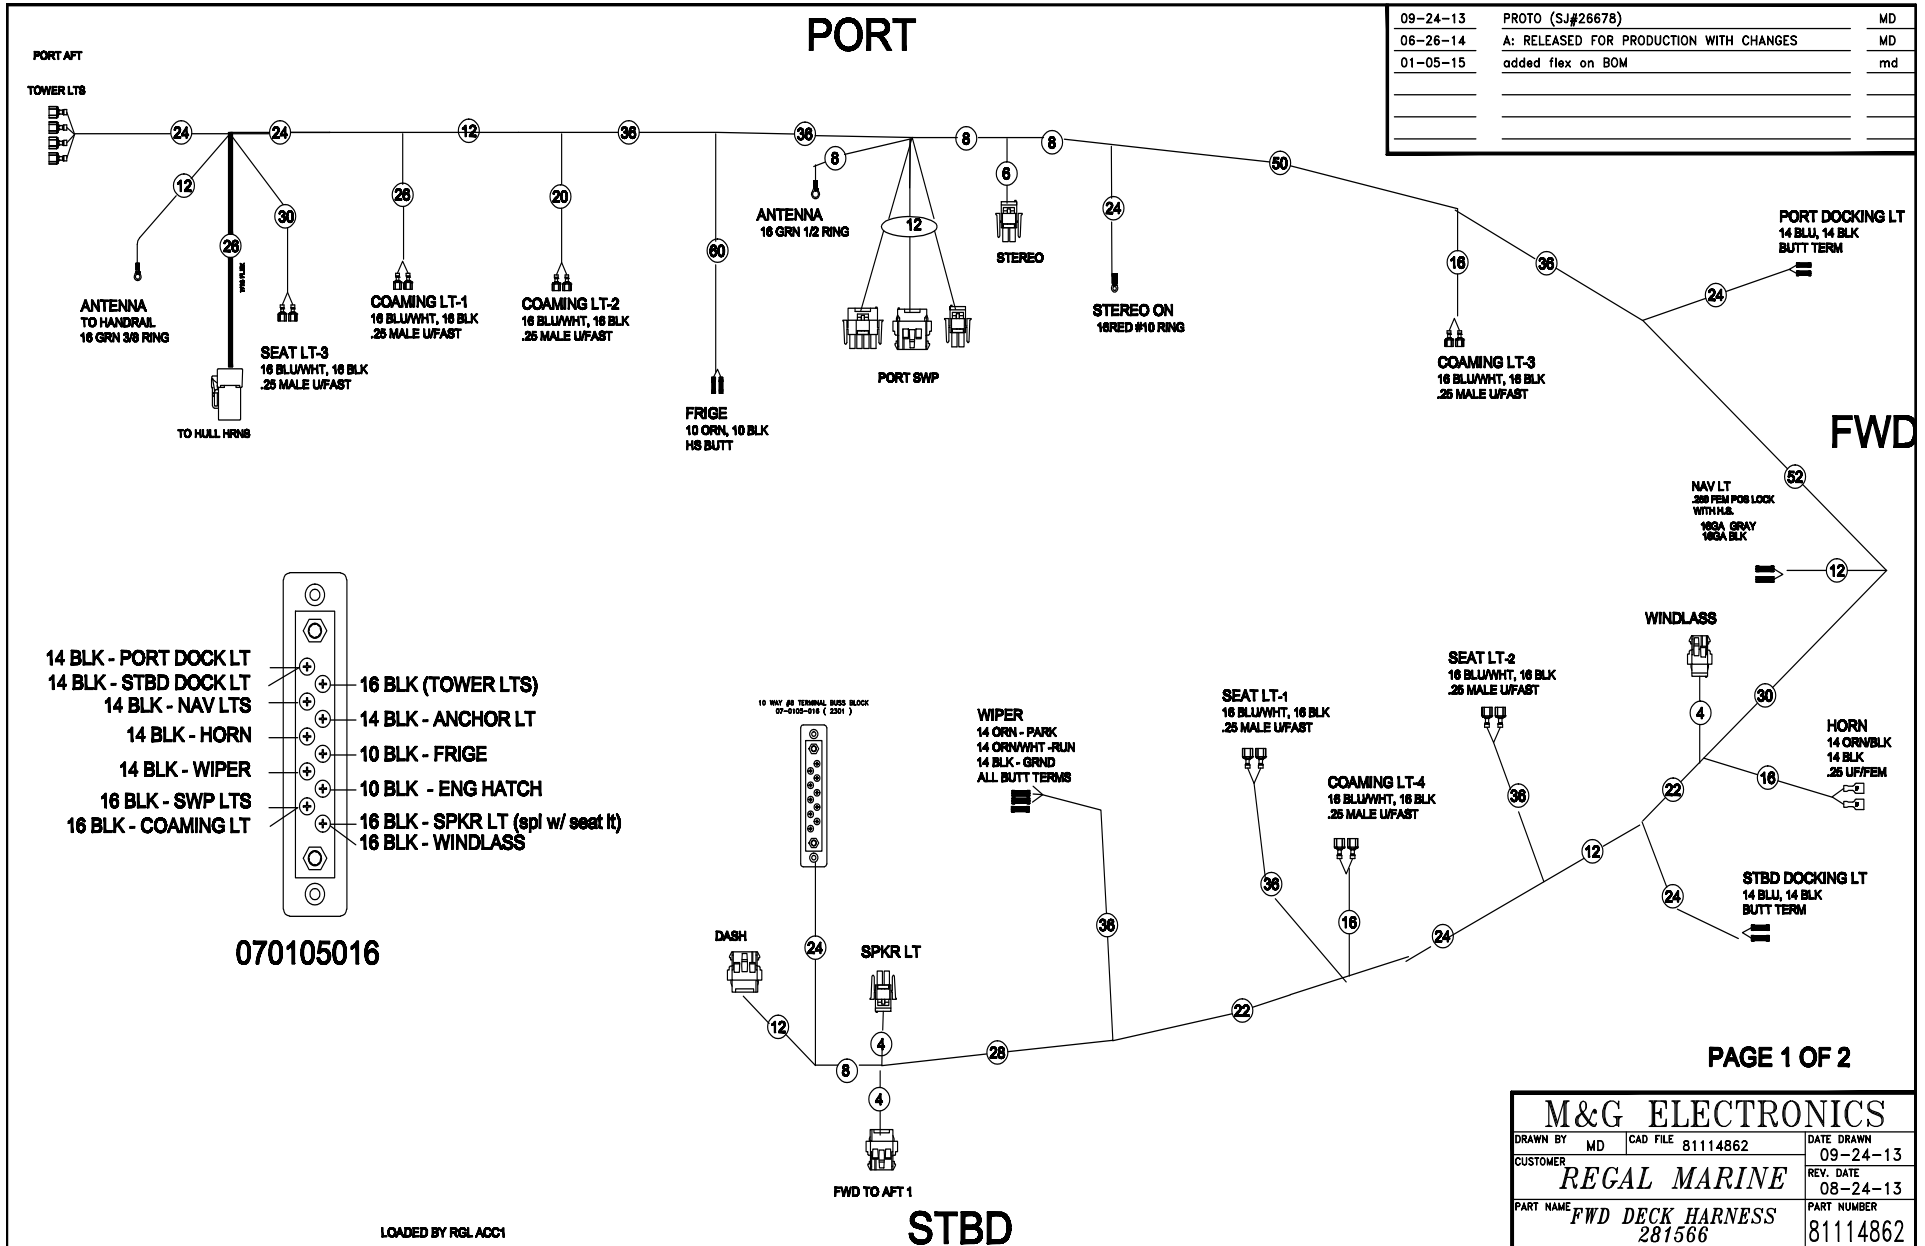 PORT
09-24-13 PROTO (SJ#26678) MD
06-26-14 A: RELEASED FOR PRODUCTION WITH CHANGES MD
01-05-15 added flex on BOM md
PORT AFT
TOWER LTS
24
24
12
36
36
8
8
50
12
26
30
26
20
60
8
12
6
24
16
36
24
52
ANTENNA
TO HANDRAIL
16 GRN 3/8 RING
SEAT LT-3
16 BLU/WHT, 16 BLK
.25 MALE U/FAST
TO HULL HRNS
COAMING LT-1
16 BLU/WHT, 16 BLK
.25 MALE U/FAST
COAMING LT-2
16 BLU/WHT, 16 BLK
.25 MALE U/FAST
FRIGE
10 ORN, 10 BLK
HS BUTT
ANTENNA
16 GRN 1/2 RING
PORT SWP
STEREO
STEREO ON
16RED #10 RING
COAMING LT-3
16 BLU/WHT, 16 BLK
.25 MALE U/FAST
PORT DOCKING LT
14 BLU, 14 BLK
BUTT TERM
FWD
NAV LT
FEM POS LOCK
WITH H.S.
16GA GRAY
16GA BLK
12
14 BLK - PORT DOCK LT
14 BLK - STBD DOCK LT
14 BLK - NAV LTS
14 BLK - HORN
14 BLK - WIPER
16 BLK - SWP LTS
16 BLK - COAMING LT
16 BLK (TOWER LTS)
14 BLK - ANCHOR LT
10 BLK - FRIGE
10 BLK - ENG HATCH
16 BLK - SPKR LT (spl w/ seat lt)
16 BLK - WINDLASS
070105016
10 WAY #8 TERMINAL BUSS BLOCK
07-0105-016 ( 2301 )
24
DASH
12
8
SPKR LT
4
4
FWD TO AFT 1
28
WIPER
14 ORN - PARK
14 ORN/WHT -RUN
14 BLK - GRND
ALL BUTT TERMS
36
22
SEAT LT-1
16 BLU/WHT, 16 BLK
.25 MALE U/FAST
36
COAMING LT-4
16 BLU/WHT, 16 BLK
.25 MALE U/FAST
16
24
SEAT LT-2
16 BLU/WHT, 16 BLK
.25 MALE U/FAST
36
12
WINDLASS
4
30
22
16
HORN
14 ORN/BLK
14 BLK
.25 UF/FEM
24
STBD DOCKING LT
14 BLU, 14 BLK
BUTT TERM
PAGE 1 OF 2
LOADED BY RGL ACC1
STBD
M&G ELECTRONICS
DRAWN BY MD CAD FILE 81114862 DATE DRAWN 09-24-13
CUSTOMER REGAL MARINE REV. DATE 08-24-13
PART NAME FWD DECK HARNESS 281566 PART NUMBER 81114862